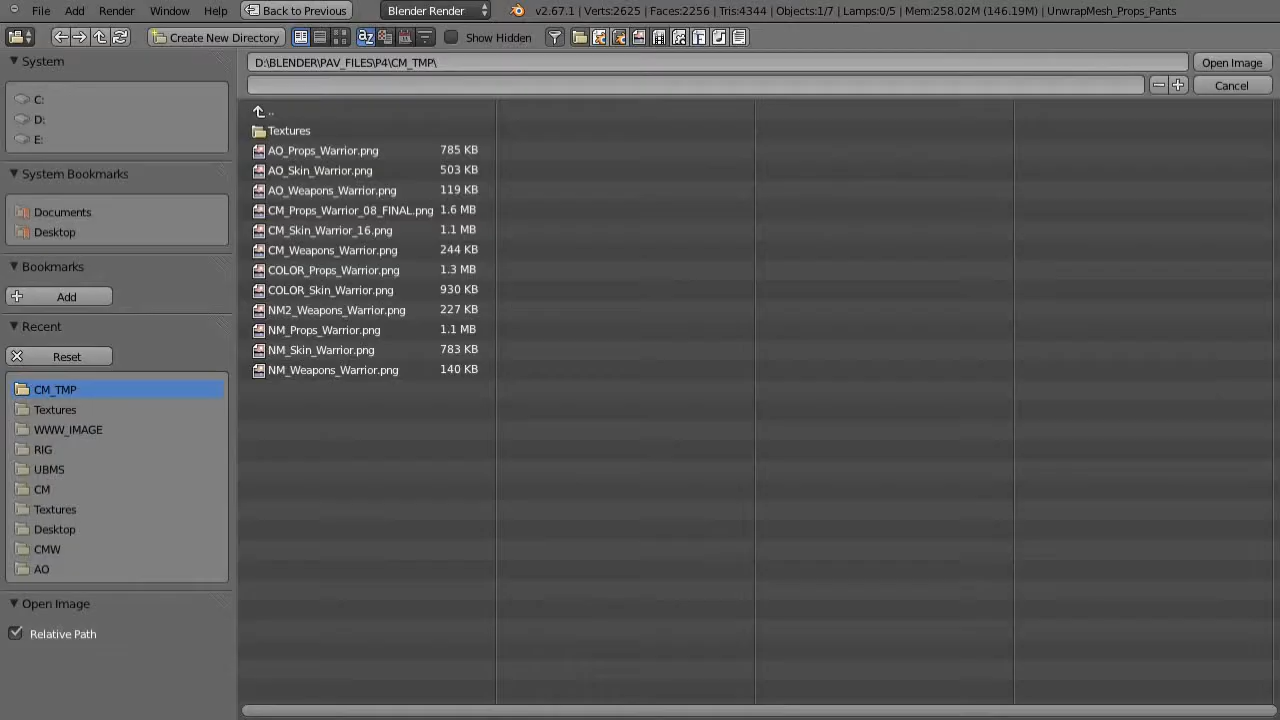 File Add Render Window Help Back to Previous Blender Render v2.67.1 | Verts:2625 | Faces:2256 | Tris:4344 | Objects:1/7 | Lamps:0/5 | Mem:258.02M (146.19M) | UnwrapMesh_Props_Pants
Create New Directory Show Hidden
System
C:
D:
E:
System Bookmarks
Documents
Desktop
Bookmarks
Add
Recent
Reset
CM_TMP
Textures
WWW_IMAGE
RIG
UBMS
CM
Textures
Desktop
CMW
AO
Open Image
Relative Path
D:\BLENDER\PAV_FILES\P4\CM_TMP\ Open Image
Cancel
..
Textures
AO_Props_Warrior.png 785 KB
AO_Skin_Warrior.png 503 KB
AO_Weapons_Warrior.png 119 KB
CM_Props_Warrior_08_FINAL.png 1.6 MB
CM_Skin_Warrior_16.png 1.1 MB
CM_Weapons_Warrior.png 244 KB
COLOR_Props_Warrior.png 1.3 MB
COLOR_Skin_Warrior.png 930 KB
NM2_Weapons_Warrior.png 227 KB
NM_Props_Warrior.png 1.1 MB
NM_Skin_Warrior.png 783 KB
NM_Weapons_Warrior.png 140 KB